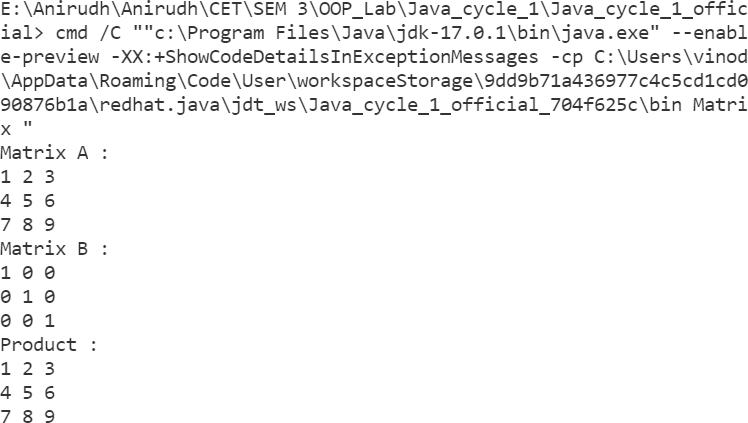 E:\Anirudh\Anirudh\CET\SEM 3\OOP_Lab\Java_cycle_1\Java_cycle_1_offic
ial> cmd /C ""c:\Program Files\Java\jdk-17.0.1\bin\java.exe" --enabl
e-preview -XX:+ShowCodeDetailsInExceptionMessages -cp C:\Users\vinod
\AppData\Roaming\Code\User\workspaceStorage\9dd9b71a436977c4c5cd1cd0
90876b1a\redhat.java\jdt_ws\Java_cycle_1_official_704f625c\bin Matri
x "
Matrix A :
1 2 3
4 5 6
7 8 9
Matrix B :
1 0 0
0 1 0
0 0 1
Product :
1 2 3
4 5 6
7 8 9